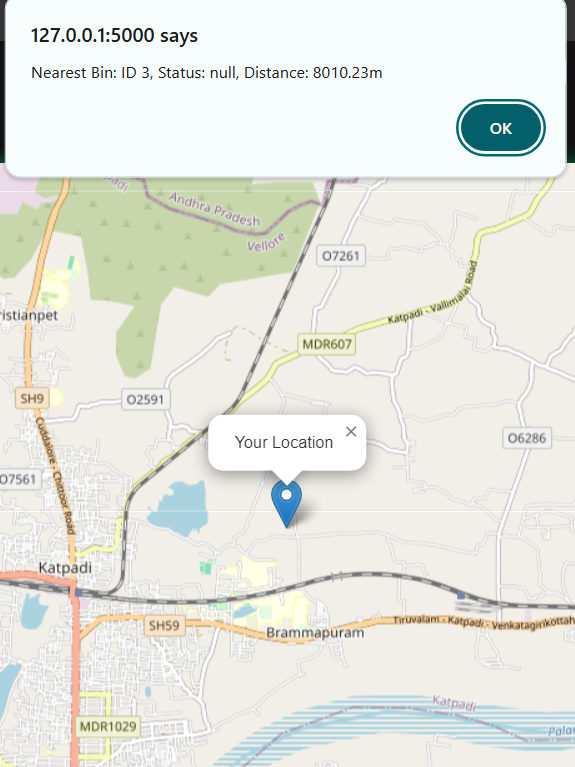 127.0.0.1:5000 says
Nearest Bin: ID 3, Status: null, Distance: 8010.23m
OK
padi
Andhra Pradesh
Vellore
O7261
Katpadi - Vallimalai Road
ristianpet
MDR607
SH9
O2591
Your Location
×
O6286
Cuddalore - Chittoor Road
O7561
Katpadi
SH59
Brammapuram
Tiruvalam - Katpadi - Venkatagirikottah
Katpadi
MDR1029
Palar